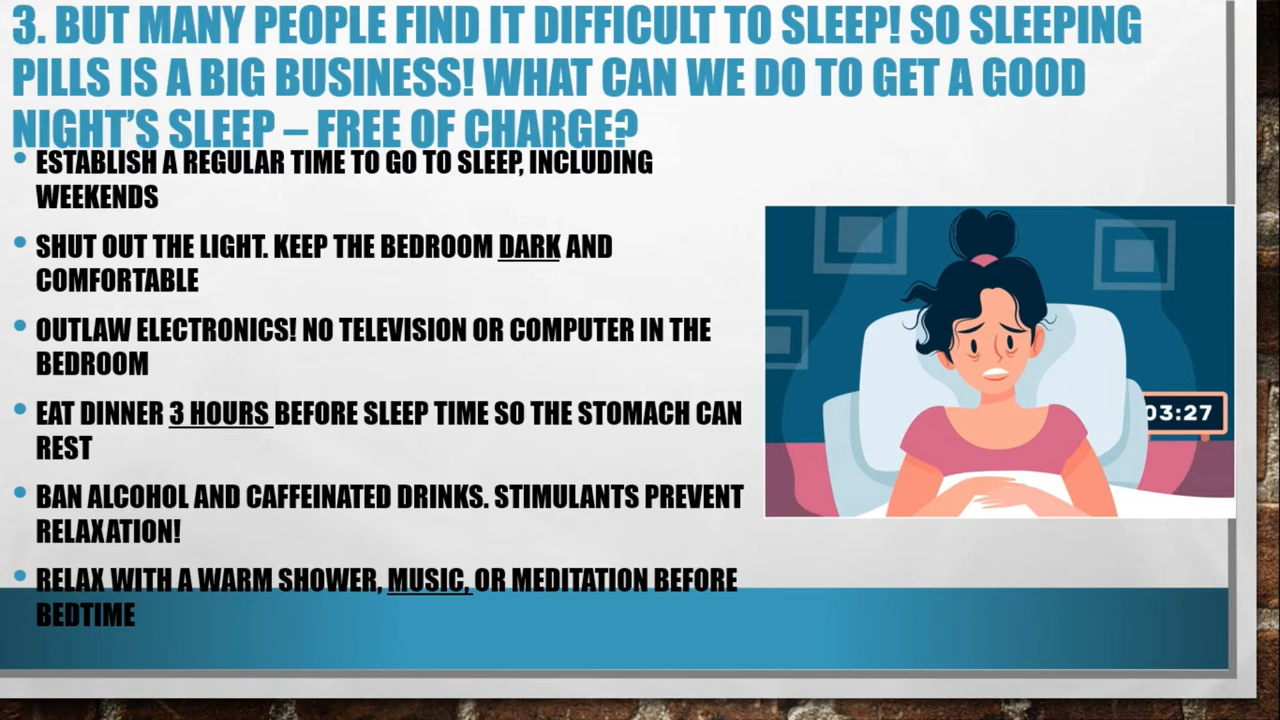 3. BUT MANY PEOPLE FIND IT DIFFICULT TO SLEEP! SO SLEEPING
PILLS IS A BIG BUSINESS! WHAT CAN WE DO TO GET A GOOD
NIGHT’S SLEEP – FREE OF CHARGE?
• ESTABLISH A REGULAR TIME TO GO TO SLEEP, INCLUDING
WEEKENDS
• SHUT OUT THE LIGHT. KEEP THE BEDROOM DARK AND
COMFORTABLE
• OUTLAW ELECTRONICS! NO TELEVISION OR COMPUTER IN THE
BEDROOM
• EAT DINNER 3 HOURS BEFORE SLEEP TIME SO THE STOMACH CAN
REST
• BAN ALCOHOL AND CAFFEINATED DRINKS. STIMULANTS PREVENT
RELAXATION!
• RELAX WITH A WARM SHOWER, MUSIC, OR MEDITATION BEFORE
BEDTIME
03:27